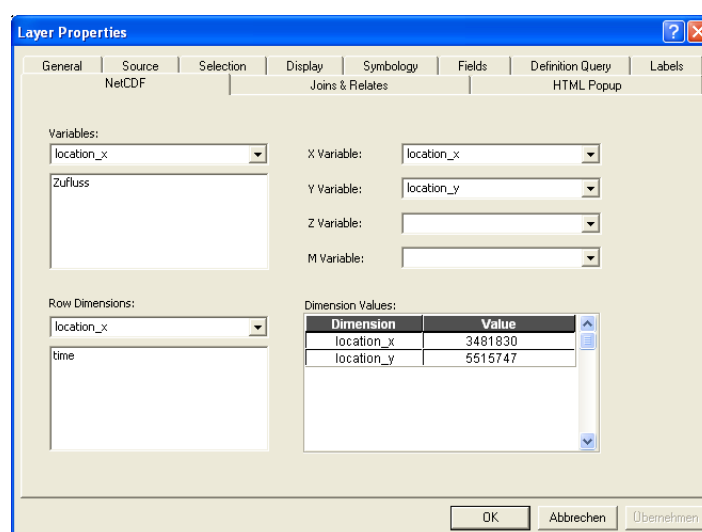 Layer Properties
General Source Selection Display Symbology Fields Definition Query Labels
NetCDF Joins & Relates HTML Popup
Variables:
location_x
Zufluss
X Variable: location_x
Y Variable: location_y
Z Variable:
M Variable:
Row Dimensions:
location_x
time
Dimension Values:
Dimension Value
location_x 3481830
location_y 5515747
OK Abbrechen Übernehmen